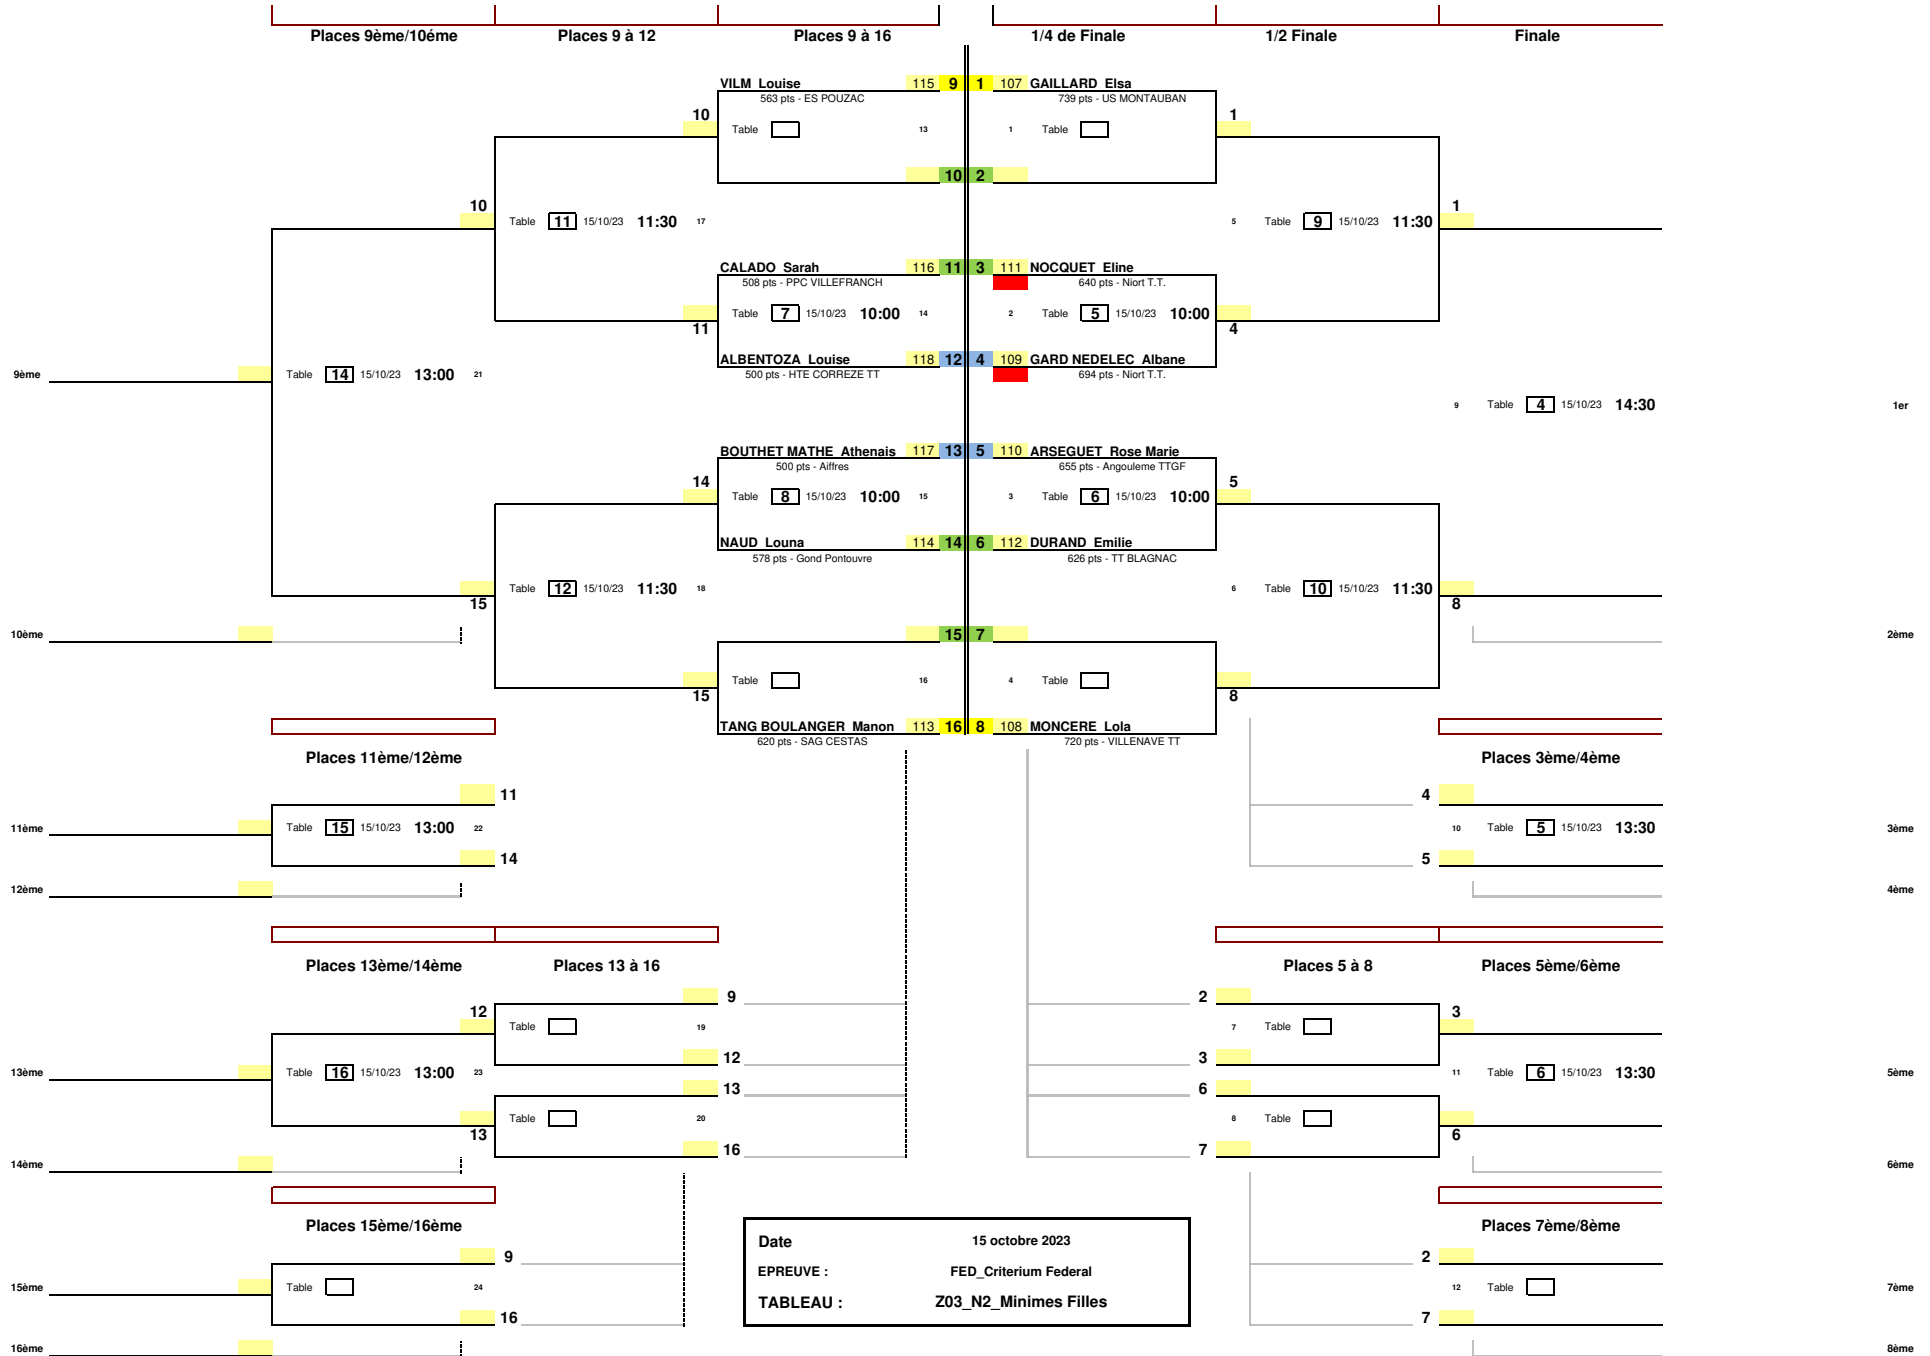 Places 9ème/10éme Places 9 à 12 Places 9 à 16 1/4 de Finale 1/2 Finale Finale
VILM Louise 115 9 1 107 GAILLARD Elsa
563 pts - ES POUZAC 739 pts - US MONTAUBAN
10 1
Table 13 1 Table
10 2
10 1
Table 11 15/10/23 11:30 17 5 Table 9 15/10/23 11:30
CALADO Sarah 116 11 3 111 NOCQUET Eline
508 pts - PPC VILLEFRANCH 640 pts - Niort T.T.
Table 7 15/10/23 10:00 14 2 Table 5 15/10/23 10:00
11 4
ALBENTOZA Louise 118 12 4 109 GARD NEDELEC Albane
500 pts - HTE CORREZE TT 694 pts - Niort T.T.
9ème Table 14 15/10/23 13:00 21
9 Table 4 15/10/23 14:30 1er
BOUTHET MATHE Athenais 117 13 5 110 ARSEGUET Rose Marie
500 pts - Aiffres 655 pts - Angouleme TTGF
14 5
Table 8 15/10/23 10:00 15 3 Table 6 15/10/23 10:00
NAUD Louna 114 14 6 112 DURAND Emilie
578 pts - Gond Pontouvre 626 pts - TT BLAGNAC
Table 12 15/10/23 11:30 18 6 Table 10 15/10/23 11:30
15 8
10ème 15 7 2ème
Table 16 4 Table
15 8
TANG BOULANGER Manon 113 16 8 108 MONCERE Lola
620 pts - SAG CESTAS 720 pts - VILLENAVE TT
Places 11ème/12ème Places 3ème/4ème
11 4
11ème Table 15 15/10/23 13:00 22 10 Table 5 15/10/23 13:30 3ème
14 5
12ème 4ème
Places 13ème/14ème Places 13 à 16 Places 5 à 8 Places 5ème/6ème
9 2
12 3
Table 19 7 Table
12 3
13ème Table 16 15/10/23 13:00 23 11 Table 6 15/10/23 13:30 5ème
13 6
Table 20 8 Table
13 6
16 7
14ème 6ème
Places 15ème/16ème Places 7ème/8ème
Date 15 octobre 2023
9 2
EPREUVE : FED_Criterium Federal
15ème Table 24 12 Table 7ème
TABLEAU : Z03_N2_Minimes Filles
16 7
16ème 8ème